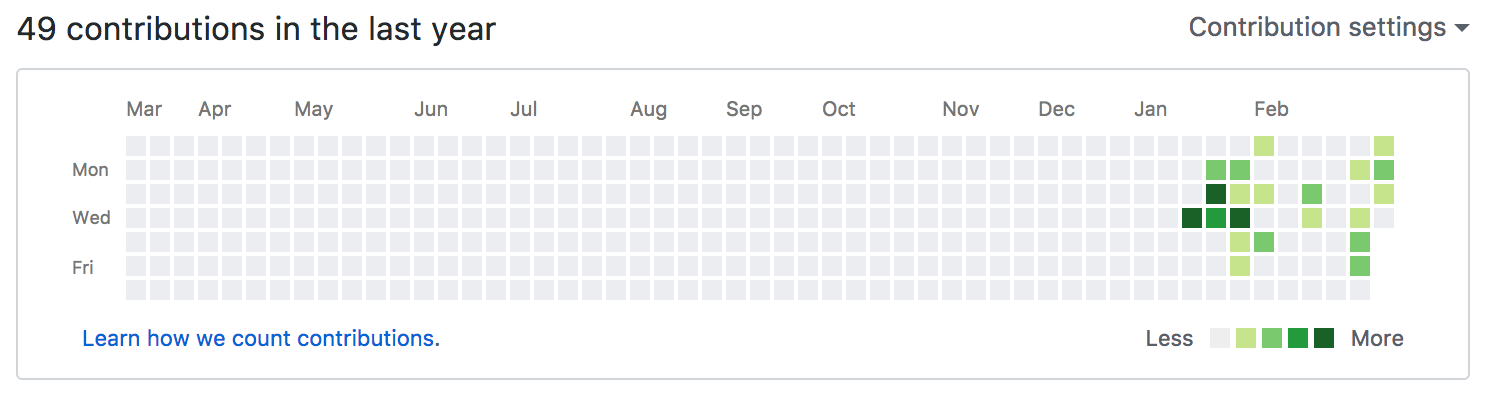 49 contributions in the last year
Contribution settings
Mar Apr May Jun Jul Aug Sep Oct Nov Dec Jan Feb
Mon
Wed
Fri
Learn how we count contributions.
Less More